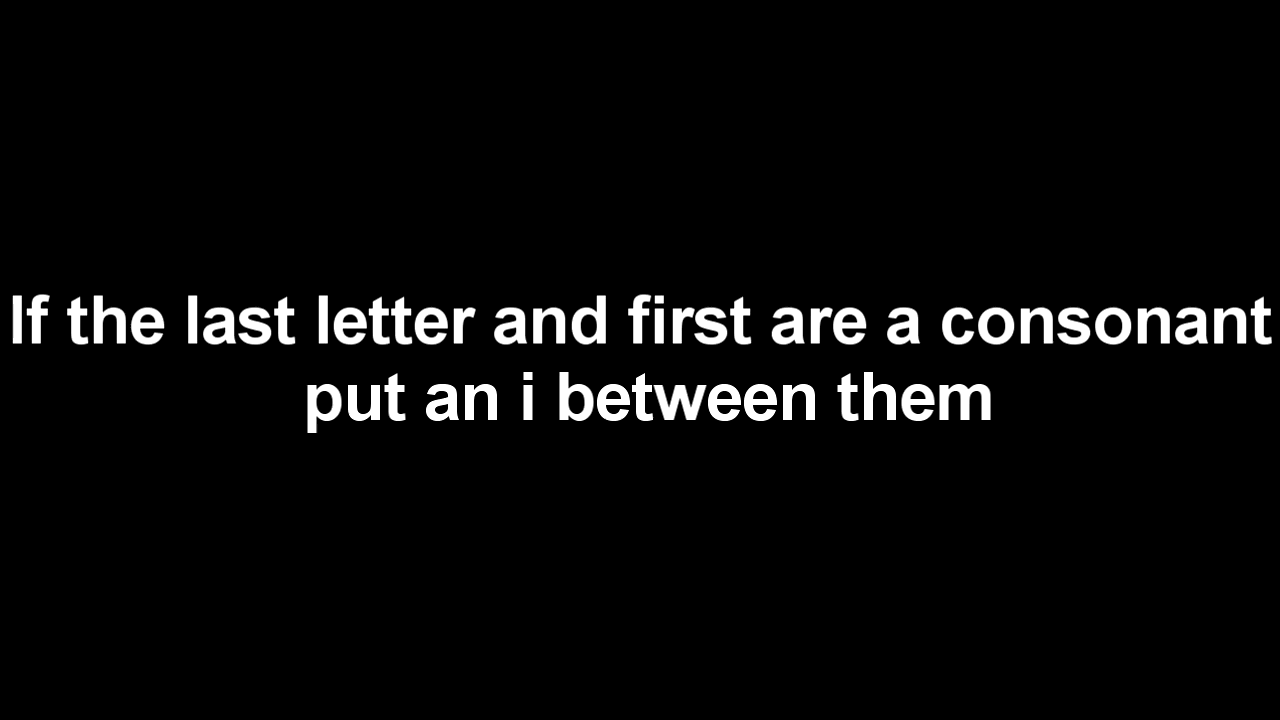 If the last letter and first are a consonant
put an i between them